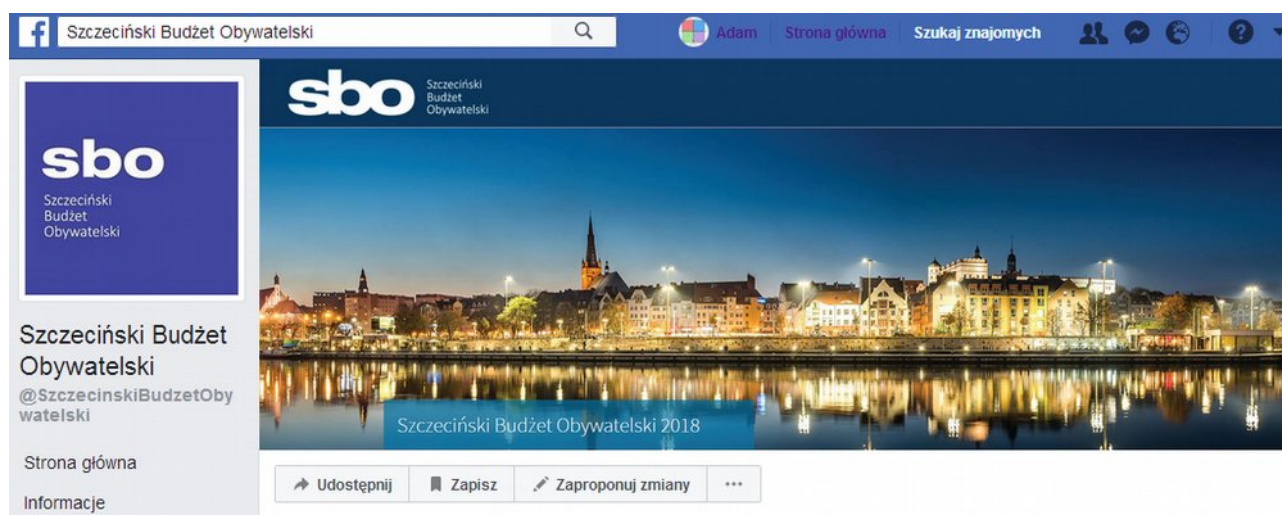 Szczeciński Budżet Obywatelski
Adam Strona główna Szukaj znajomych
sbo
Szczeciński
Budżet
Obywatelski
sbo
Szczeciński
Budżet
Obywatelski
Szczeciński Budżet
Obywatelski
@SzczecinskiBudzetOby
watelski
Strona główna
Informacje
Szczeciński Budżet Obywatelski 2018
Udostępnij Zapisz Zaproponuj zmiany